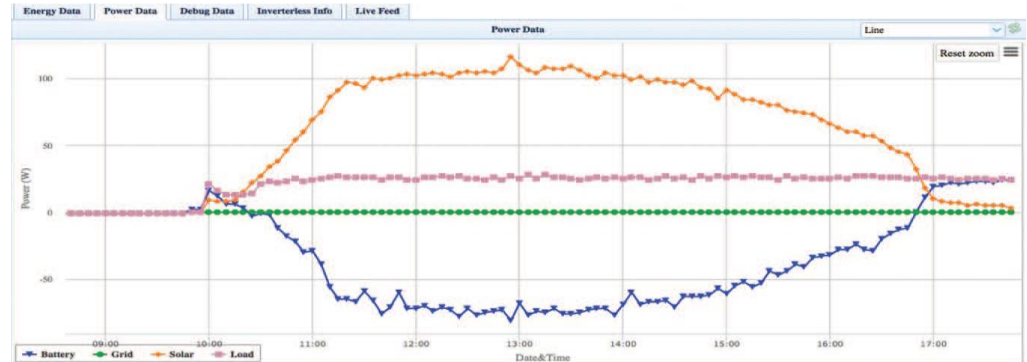 Energy Data Power Data Debug Data Inverterless Info Live Feed
Power Data Line
Reset zoom
100
50
0
-50
Power (W)
09:00 10:00 11:00 12:00 13:00 14:00 15:00 16:00 17:00
Date&Time
Battery Grid Solar Load